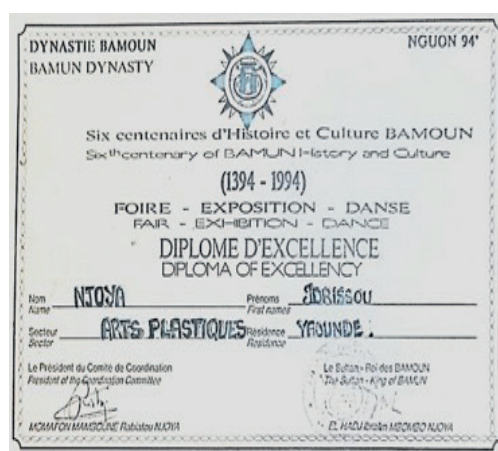 DYNASTIE BAMOUN NGUON 94'
BAMUN DYNASTY
Six centenaires d'Histoire et Culture BAMOUN
Sixth centenary of BAMUN History and Culture
(1394 - 1994)
FOIRE - EXPOSITION - DANSE
FAIR - EXHIBITION - DANCE
DIPLOME D'EXCELLENCE
DIPLOMA OF EXCELLENCY
Nom NJOYA Prénoms IDRISSOU
Name First names
Secteur ARTS PLASTIQUES Résidence YAOUNDE.
Sector Residence
Le Président du Comité de Coordination Le Sultan - Roi des BAMOUN
President of the Coordination Committee The Sultan - King of BAMUN
MOMAFON MAMBOUNE Rabiatou NJOYA EL HADJ Ibrahim MBOMBO NJOYA